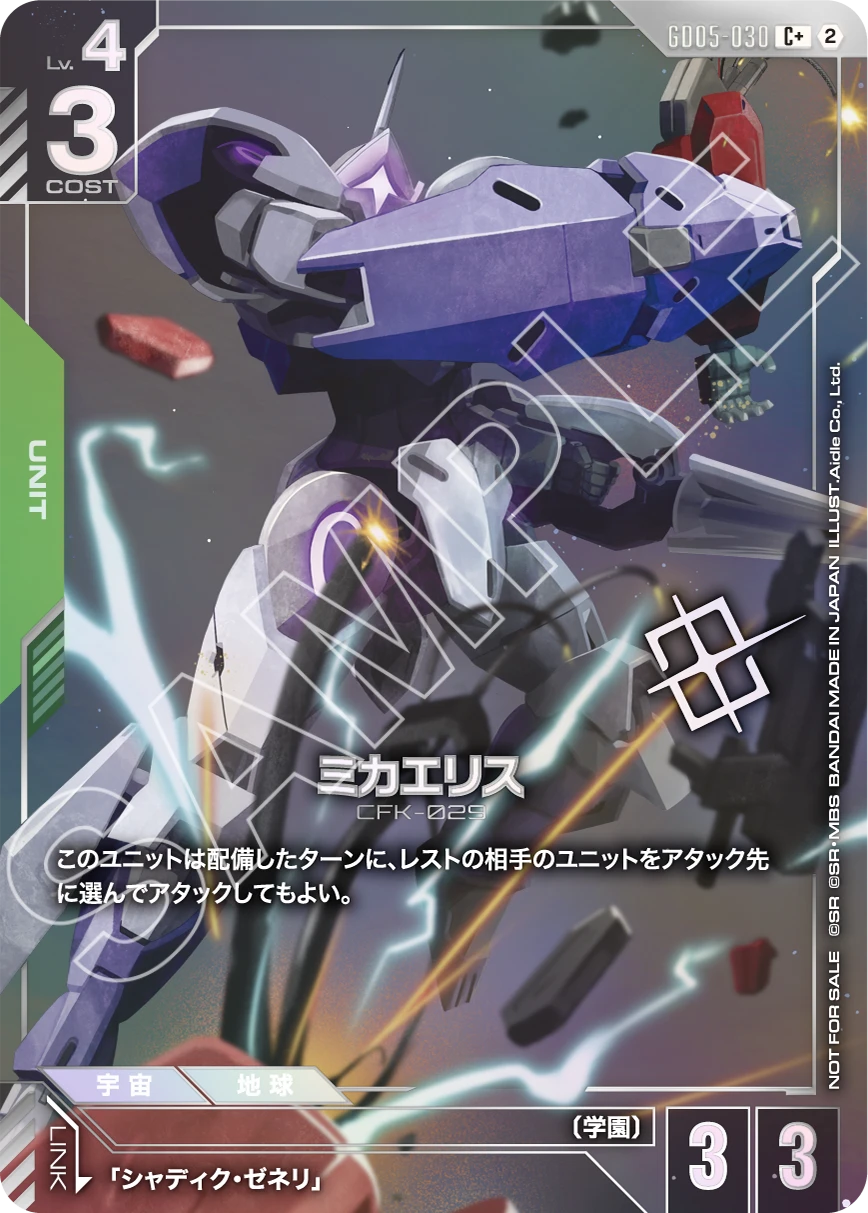 Lv. 4
3
COST
GD05-030 C+ 2
UNIT
SAMPLE
ミカエリス
CFK-029
このユニットは配備したターンに、レストの相手のユニットをアタック先
に選んでアタックしてもよい。
NOT FOR SALE ©SR ©SR・MBS BANDAI MADE IN JAPAN ILLUST.Aidle Co., Ltd.
宇宙 地球
〔学園〕
LINK
「シャディク・ゼネリ」
3 3